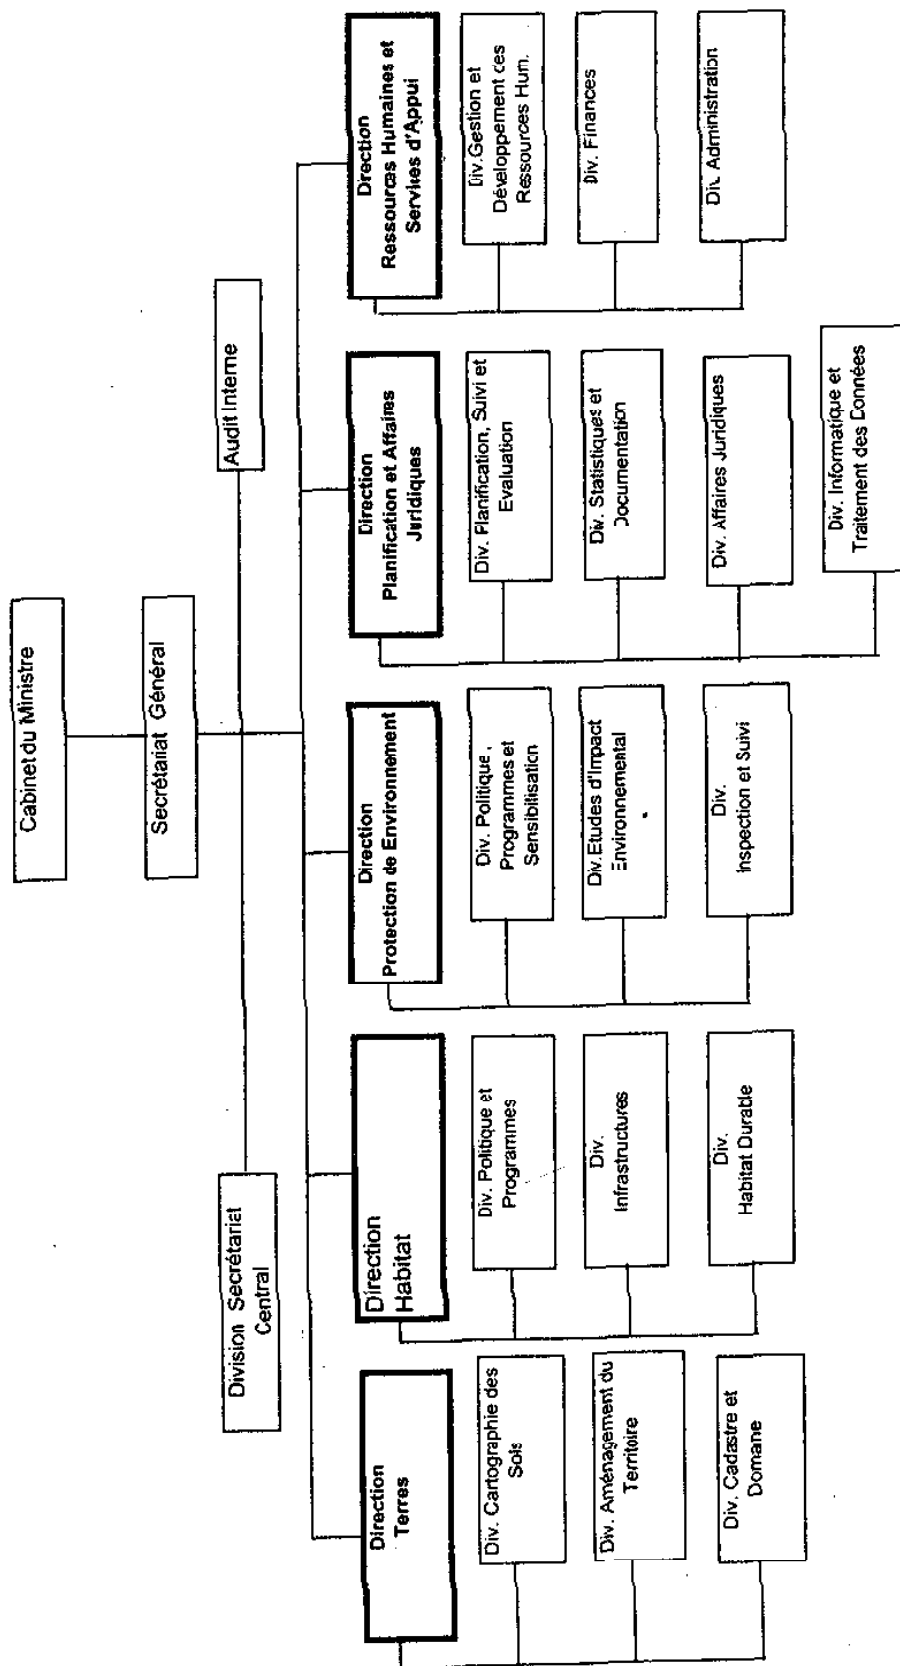 Cabinet du Ministre
Secrétariat Général
Division Secrétariat
Central
Audit Interne
Direction
Terres
Div. Cartographie des
Sols
Div. Aménagement du
Territoire
Div. Cadastre et
Domane
Direction
Habitat
Div. Politique et
Programmes
Div.
Infrastructures
Div.
Habitat Durable
Direction
Protection de Environnement
Div. Politique,
Programmes et
Sensibilisation
Div.Etudes d'Impact
Environnemental
Div.
Inspection et Suivi
Direction
Planification et Affaires
Juridiques
Div. Planification, Suivi et
Evaluation
Div. Statistiques et
Documentation
Div. Affaires Juridiques
Div. Informatique et
Traitement des Données
Direction
Ressources Humaines et
Services d'Appui
Div.Gestion et
Développement des
Ressources Hum.
Div. Finances
Div. Administration